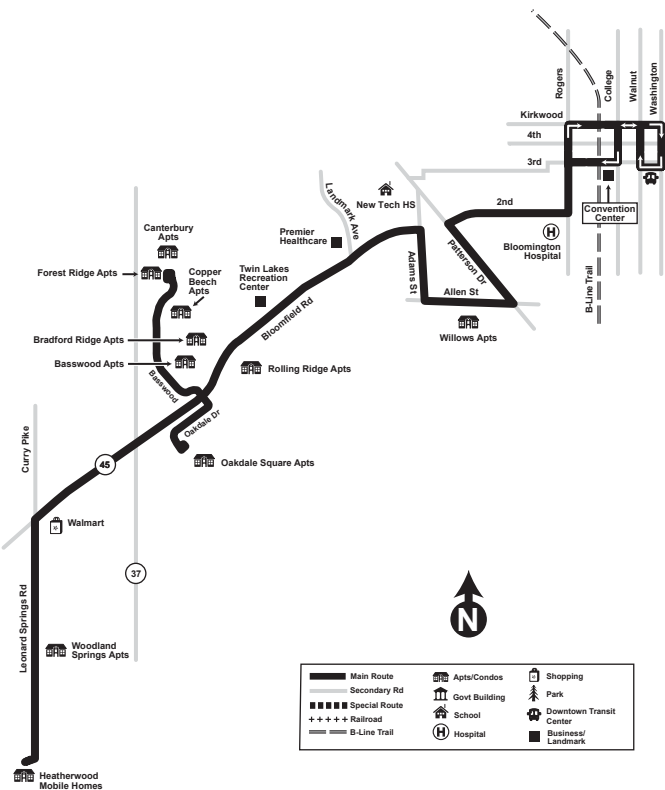 Rogers
College
Walnut
Washington
Kirkwood
4th
3rd
2nd
Convention
Center
Bloomington
Hospital
H
B-Line Trail
New Tech HS
Landmark Ave
Premier
Healthcare
Patterson Dr
Adams St
Allen St
Willows Apts
Canterbury
Apts
Forest Ridge Apts
Copper
Beech
Apts
Twin Lakes
Recreation
Center
Bloomfield Rd
Bradford Ridge Apts
Basswood Apts
Basswood
Rolling Ridge Apts
Oakdale Dr
Oakdale Square Apts
Curry Pike
45
Walmart
37
Leonard Springs Rd
Woodland
Springs Apts
Heatherwood
Mobile Homes
N
Main Route
Secondary Rd
Special Route
Railroad
B-Line Trail
Apts/Condos
Govt Building
School
H
Hospital
Shopping
Park
Downtown Transit
Center
Business/
Landmark